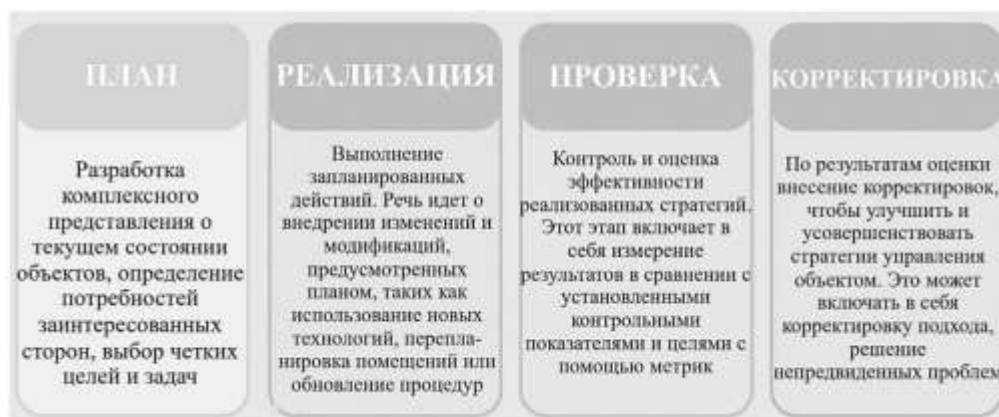 ПЛАН
Разработка
комплексного
представления о
текущем состоянии
объектов, определение
потребностей
заинтересованных
сторон, выбор четких
целей и задач
РЕАЛИЗАЦИЯ
Выполнение
запланированных
действий. Речь идет о
внедрении изменений и
модификаций,
предусмотренных
планом, таких как
использование новых
технологий, перепла-
нировка помещений или
обновление процедур
ПРОВЕРКА
Контроль и оценка
эффективности
реализованных стратегий.
Этот этап включает в
себя измерение
результатов в сравнении с
установленными
контрольными
показателями и целями с
помощью метрик
КОРРЕКТИРОВКА
По результатам оценки
внесение корректировок,
чтобы улучшить и
усовершенствовать
стратегии управления
объектом. Это может
включать в себя
корректировку подхода,
решение
непредвиденных проблем